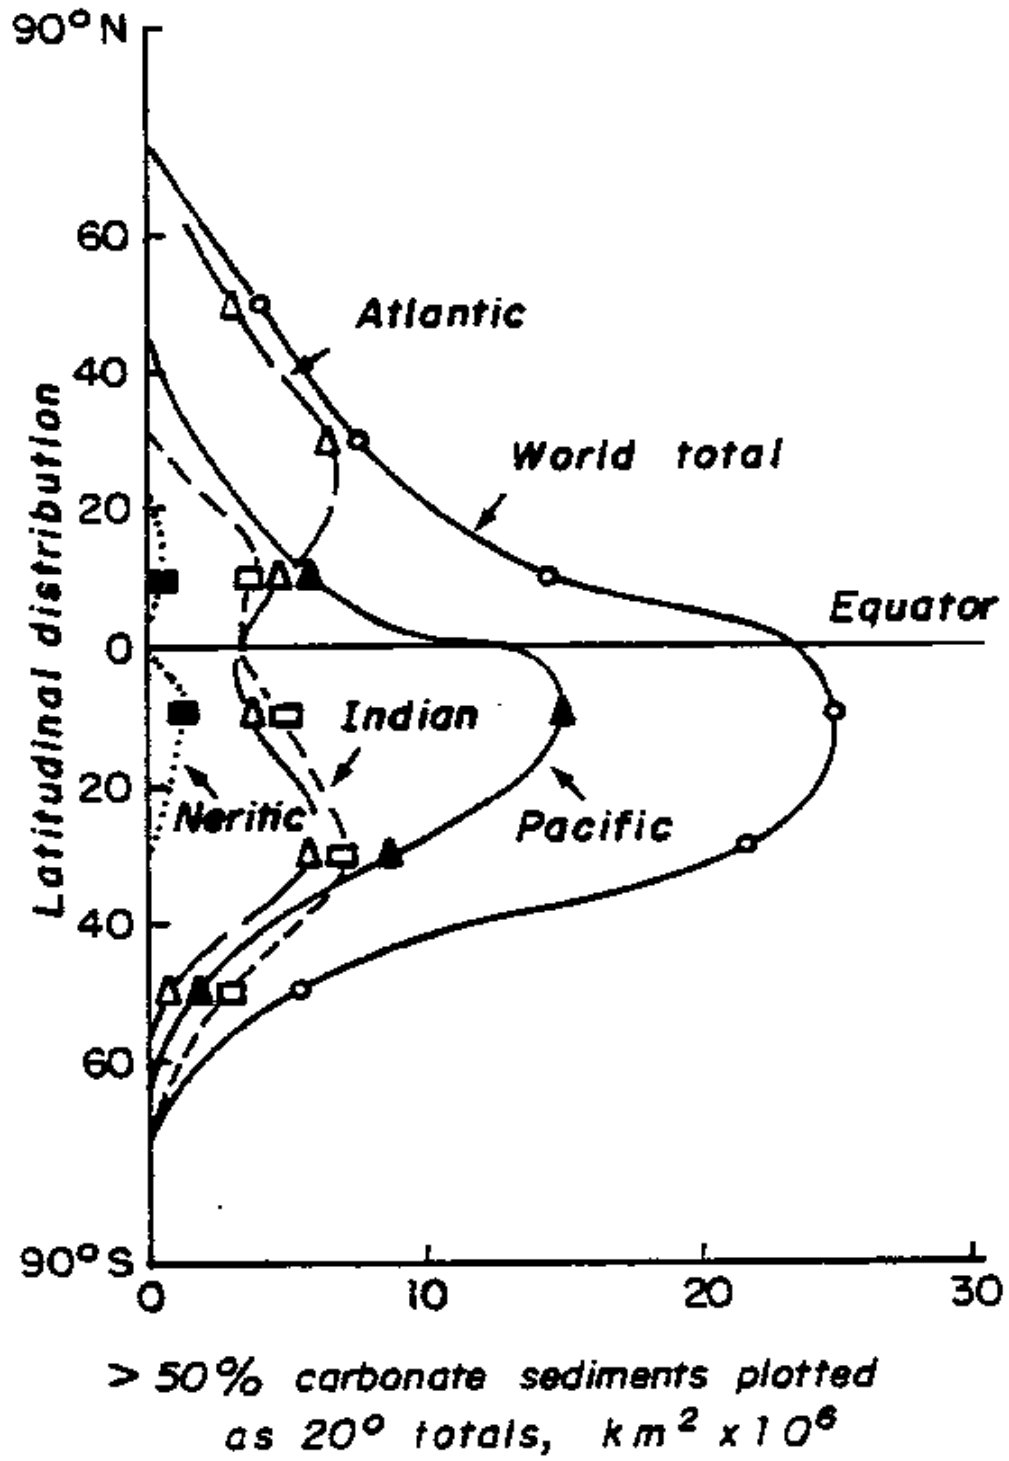 90°N
60
Atlantic
40
World total
20
Equator
0
Indian
20
Neritic
Pacific
40
60
90°S
0 10 20 30
Latitudinal distribution
> 50% carbonate sediments plotted
as 20° totals, km² x 10⁶